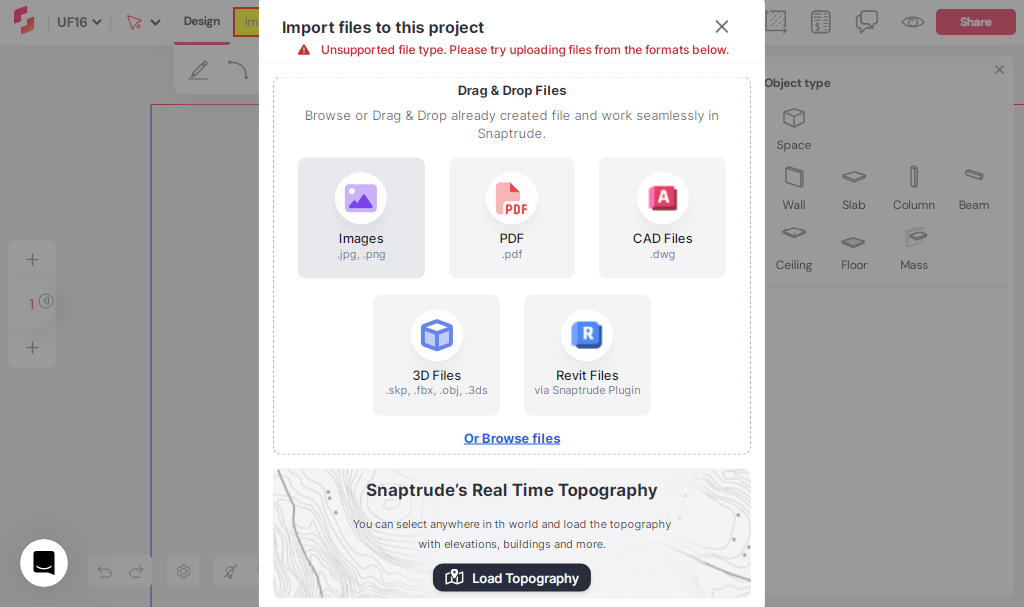 UF16
Design
Im
Share
Import files to this project
Unsupported file type. Please try uploading files from the formats below.
Drag & Drop Files
Browse or Drag & Drop already created file and work seamlessly in
Snaptrude.
Images
.jpg, .png
PDF
PDF
.pdf
A
CAD Files
.dwg
3D Files
.skp, .fbx, .obj, .3ds
R
Revit Files
via Snaptrude Plugin
Or Browse files
Snaptrude’s Real Time Topography
You can select anywhere in th world and load the topography
with elevations, buildings and more.
Load Topography
Object type
Space
Wall
Slab
Column
Beam
Ceiling
Floor
Mass
1